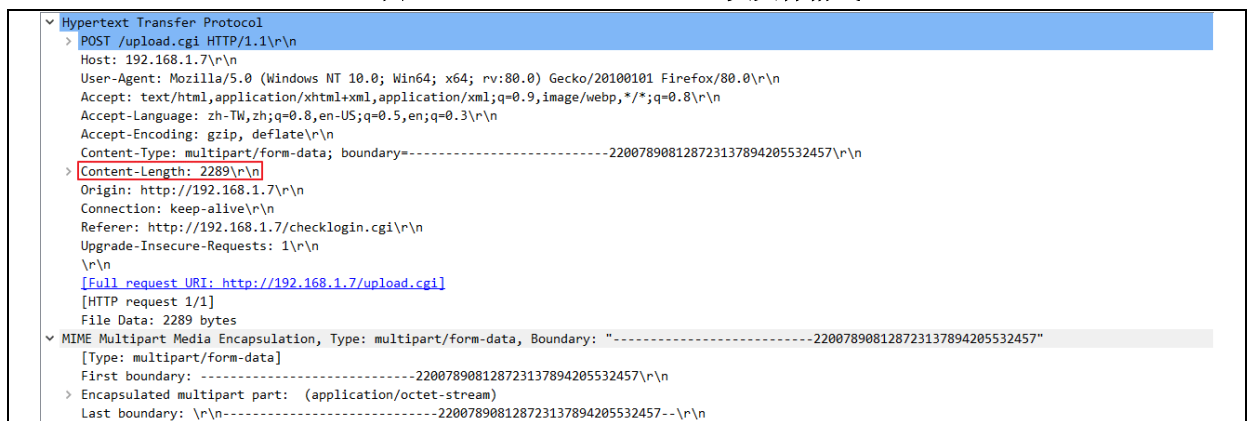 Hypertext Transfer Protocol
POST /upload.cgi HTTP/1.1\r\n
Host: 192.168.1.7\r\n
User-Agent: Mozilla/5.0 (Windows NT 10.0; Win64; x64; rv:80.0) Gecko/20100101 Firefox/80.0\r\n
Accept: text/html,application/xhtml+xml,application/xml;q=0.9,image/webp,*/*;q=0.8\r\n
Accept-Language: zh-TW,zh;q=0.8,en-US;q=0.5,en;q=0.3\r\n
Accept-Encoding: gzip, deflate\r\n
Content-Type: multipart/form-data; boundary=---------------------------220078908128723137894205532457\r\n
Content-Length: 2289\r\n
Origin: http://192.168.1.7\r\n
Connection: keep-alive\r\n
Referer: http://192.168.1.7/checklogin.cgi\r\n
Upgrade-Insecure-Requests: 1\r\n
\r\n
[Full request URI: http://192.168.1.7/upload.cgi]
[HTTP request 1/1]
File Data: 2289 bytes
MIME Multipart Media Encapsulation, Type: multipart/form-data, Boundary: "---------------------------220078908128723137894205532457"
[Type: multipart/form-data]
First boundary: -----------------------------220078908128723137894205532457\r\n
Encapsulated multipart part:  (application/octet-stream)
Last boundary: \r\n-----------------------------220078908128723137894205532457--\r\n